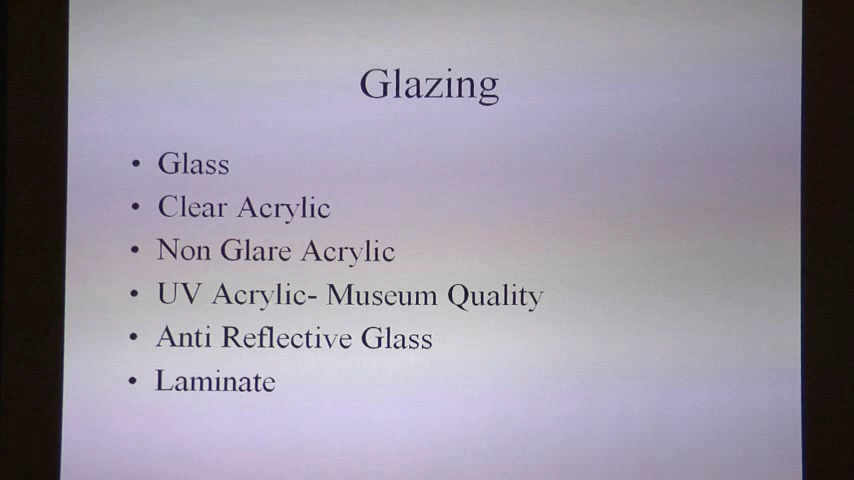 Glazing
• Glass
• Clear Acrylic
• Non Glare Acrylic
• UV Acrylic- Museum Quality
• Anti Reflective Glass
• Laminate